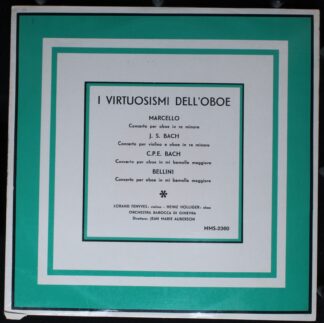 I VIRTUOSISMI DELL'OBOE
MARCELLO
Concerto per oboe in re minore
J. S. BACH
Concerto per violino e oboe in re minore
C.P.E. BACH
Concerto per oboe in mi bemolle maggiore
BELLINI
Concerto per oboe in mi bemolle maggiore
*
LORAND FENYVES: violino - HEINZ HOLLIGER: oboe
ORCHESTRA BAROCCA DI GINEVRA
Direttore: JEAN MARIE AUBERSON
MMS-2360